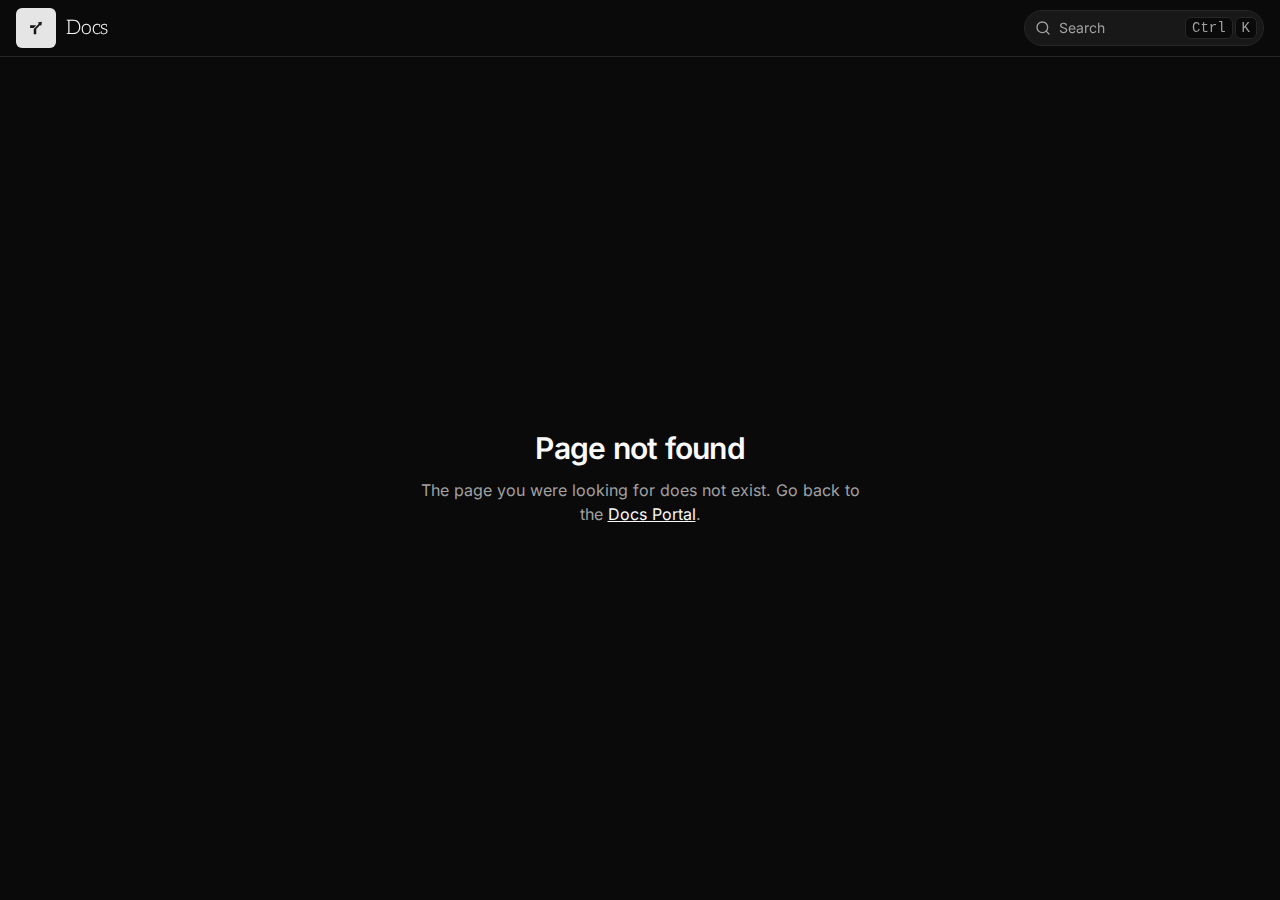 Docs
Search
Ctrl K
Page not found
The page you were looking for does not exist. Go back to
the Docs Portal.